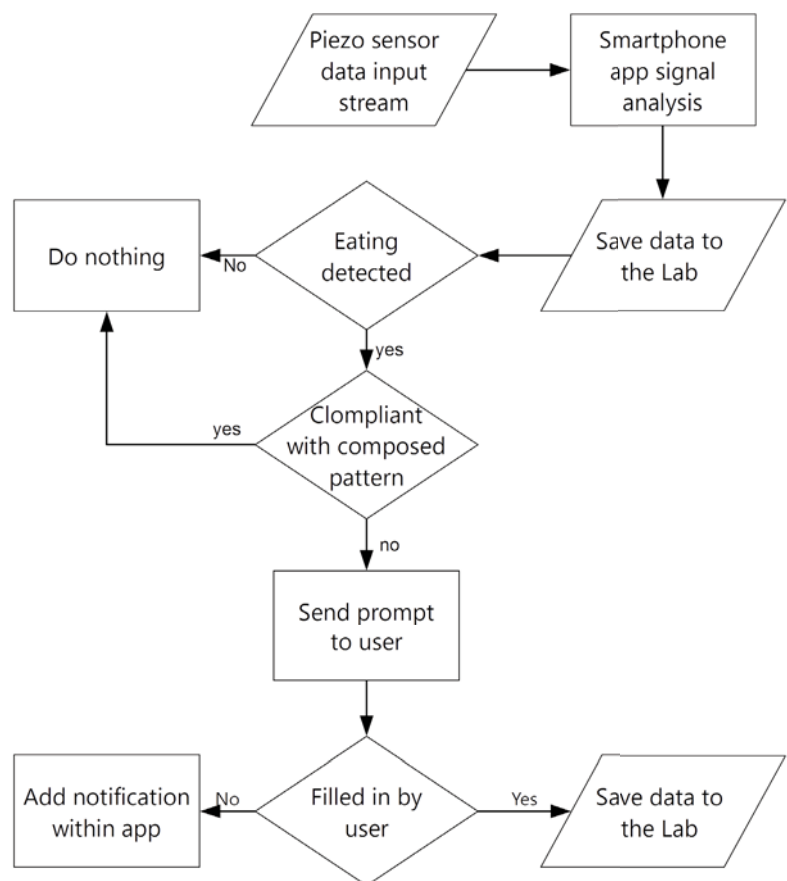 Piezo sensor
data input
stream
Smartphone
app signal
analysis
Do nothing
No
Eating
detected
Save data to
the Lab
yes
yes
Clompliant
with composed
pattern
no
Send prompt
to user
Add notification
within app
No
Filled in by
user
Yes
Save data to
the Lab